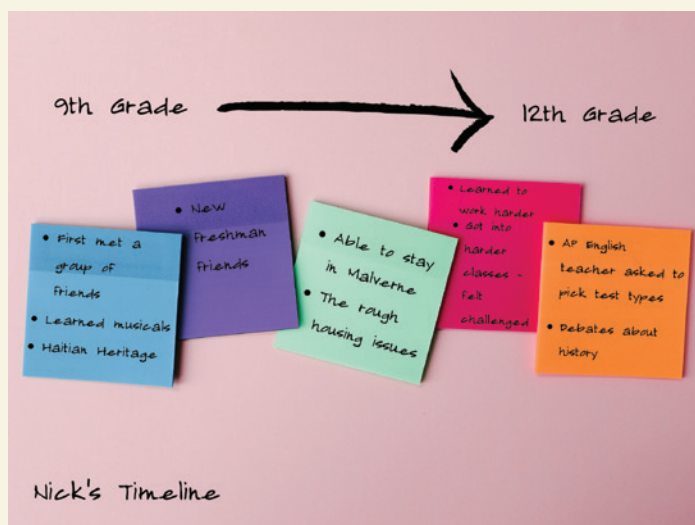 9th Grade
12th Grade
• First met a
group of
friends
• Learned musicals
• Haitian Heritage
• New
freshman
friends
• Able to stay
in Malverne
• The rough
housing issues
• Learned to
work harder
• Got into
harder
classes -
felt
challenged
• AP English
teacher asked to
pick test types
• Debates about
history
Nick's Timeline